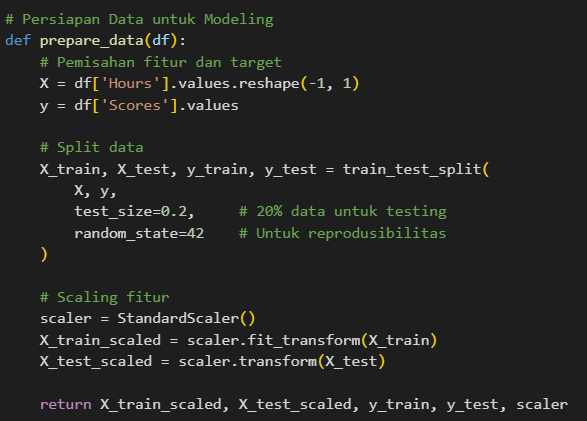 # Persiapan Data untuk Modeling
def prepare_data(df):
    # Pemisahan fitur dan target
    X = df['Hours'].values.reshape(-1, 1)
    y = df['Scores'].values

    # Split data
    X_train, X_test, y_train, y_test = train_test_split(
        X, y,
        test_size=0.2,     # 20% data untuk testing
        random_state=42    # Untuk reprodusibilitas
    )

    # Scaling fitur
    scaler = StandardScaler()
    X_train_scaled = scaler.fit_transform(X_train)
    X_test_scaled = scaler.transform(X_test)

    return X_train_scaled, X_test_scaled, y_train, y_test, scaler